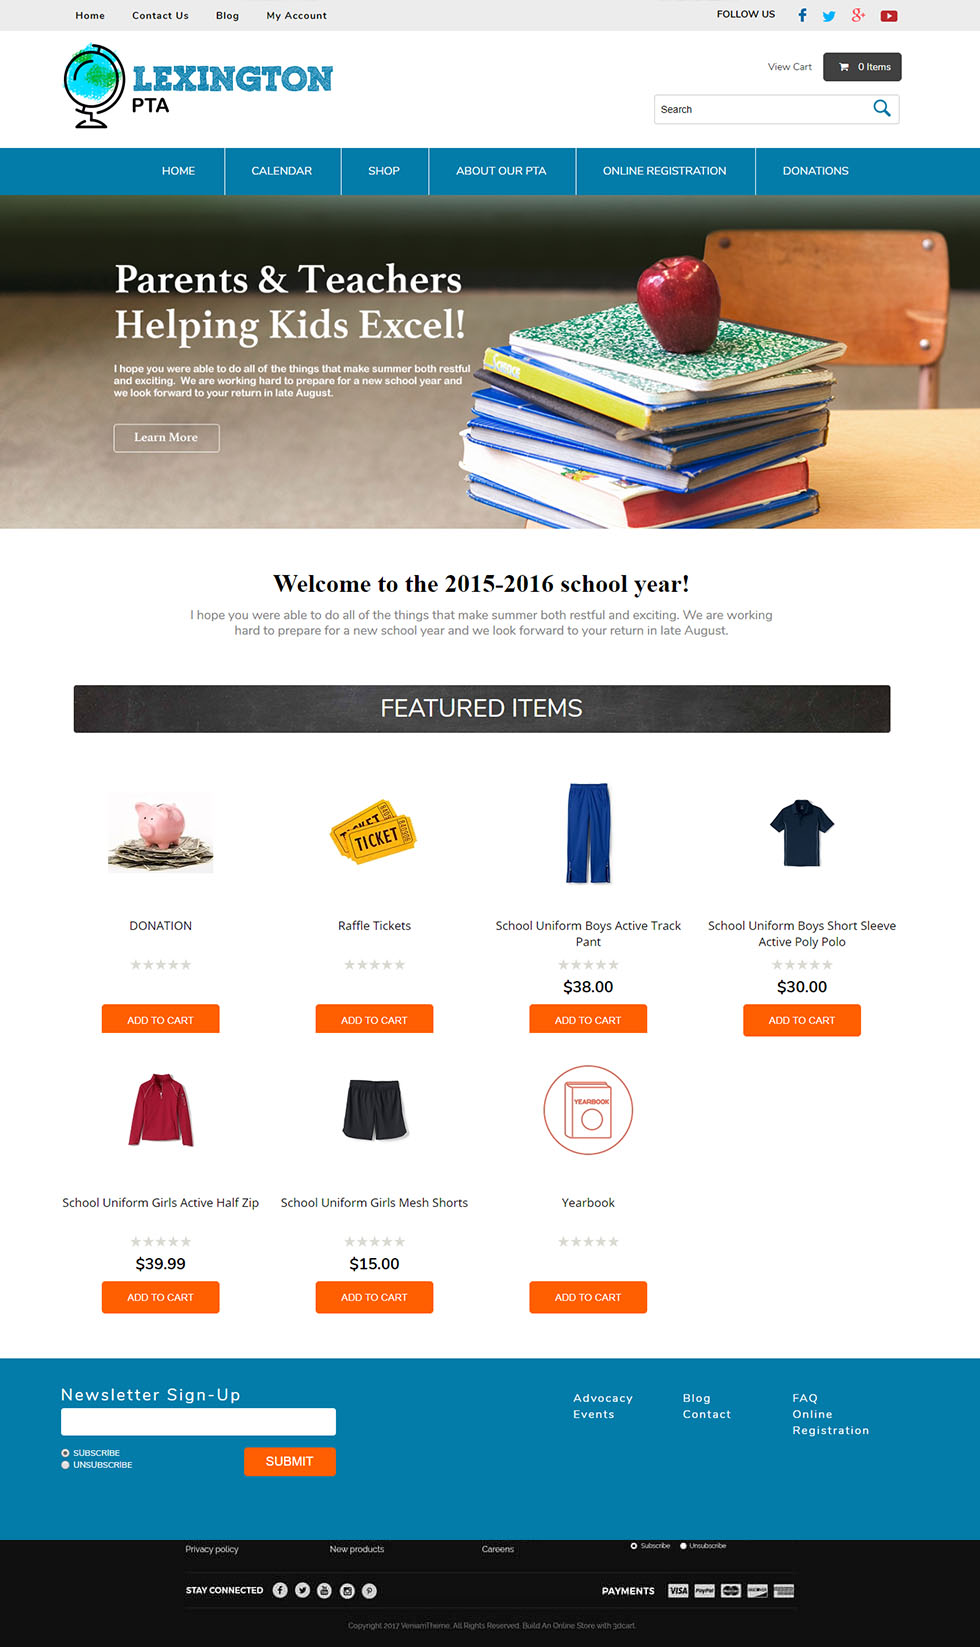 Home Contact Us Blog My Account FOLLOW US
LEXINGTON
PTA
View Cart 0 Items
Search
HOME CALENDAR SHOP ABOUT OUR PTA ONLINE REGISTRATION DONATIONS
Parents & Teachers
Helping Kids Excel!
I hope you were able to do all of the things that make summer both restful
and exciting. We are working hard to prepare for a new school year and
we look forward to your return in late August.
Learn More
Science
Welcome to the 2015-2016 school year!
I hope you were able to do all of the things that make summer both restful and exciting. We are working
hard to prepare for a new school year and we look forward to your return in late August.
FEATURED ITEMS
TICKET
TICKET
DONATION
Raffle Tickets
School Uniform Boys Active Track
Pant
School Uniform Boys Short Sleeve
Active Poly Polo
$38.00
$30.00
ADD TO CART ADD TO CART ADD TO CART ADD TO CART
YEARBOOK
School Uniform Girls Active Half Zip
School Uniform Girls Mesh Shorts
Yearbook
$39.99
$15.00
ADD TO CART ADD TO CART ADD TO CART
Newsletter Sign-Up
SUBSCRIBE
UNSUBSCRIBE
SUBMIT
Advocacy
Events
Blog
Contact
FAQ
Online
Registration
Privacy policy New products Careers Subscribe Unsubscribe
STAY CONNECTED PAYMENTS VISA PayPal
Copyright 2017 VeniamTheme, All Rights Reserved. Build An Online Store with 3dcart.